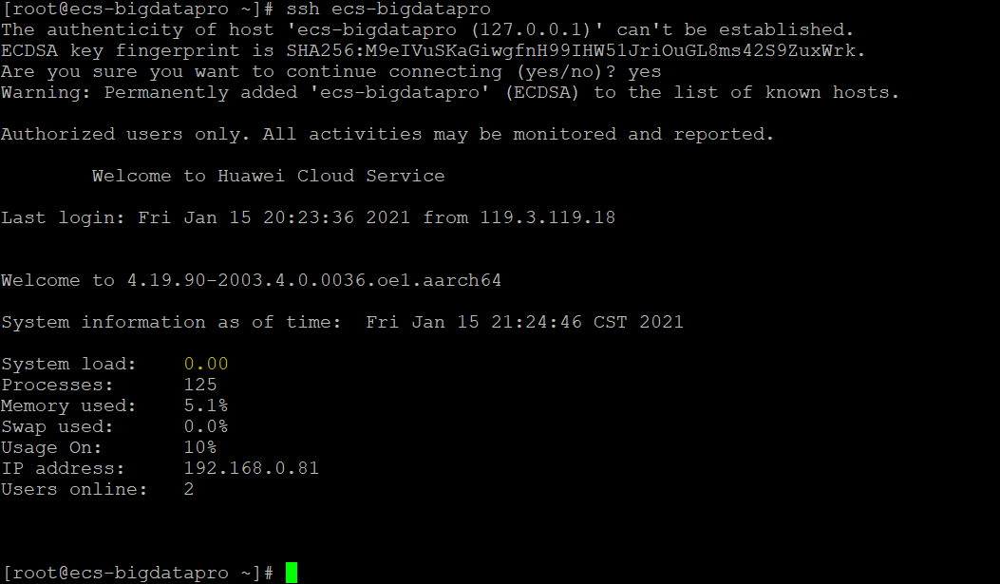 [root@ecs-bigdatapro ~]# ssh ecs-bigdatapro
The authenticity of host 'ecs-bigdatapro (127.0.0.1)' can't be established.
ECDSA key fingerprint is SHA256:M9eIVuSKaGiwgfnH99IHW51JriOuGL8ms42S9ZuxWrk.
Are you sure you want to continue connecting (yes/no)? yes
Warning: Permanently added 'ecs-bigdatapro' (ECDSA) to the list of known hosts.
Authorized users only. All activities may be monitored and reported.
Welcome to Huawei Cloud Service
Last login: Fri Jan 15 20:23:36 2021 from 119.3.119.18
Welcome to 4.19.90-2003.4.0.0036.oe1.aarch64
System information as of time:  Fri Jan 15 21:24:46 CST 2021
System load:    0.00
Processes:      125
Memory used:    5.1%
Swap used:      0.0%
Usage On:       10%
IP address:     192.168.0.81
Users online:   2
[root@ecs-bigdatapro ~]#